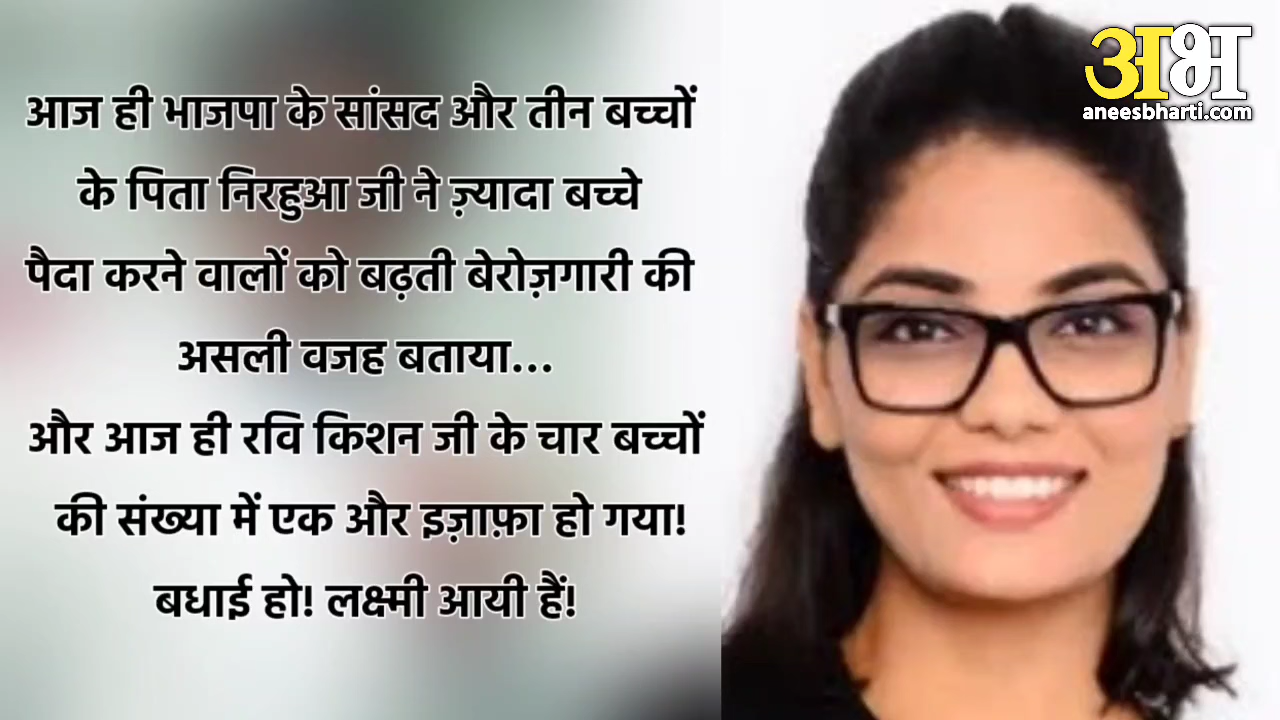 अभ
aneesbharti.com
आज ही भाजपा के सांसद और तीन बच्चों
के पिता निरहुआ जी ने ज़्यादा बच्चे
पैदा करने वालों को बढ़ती बेरोज़गारी की
असली वजह बताया...
और आज ही रवि किशन जी के चार बच्चों
की संख्या में एक और इज़ाफ़ा हो गया!
बधाई हो! लक्ष्मी आयी हैं!